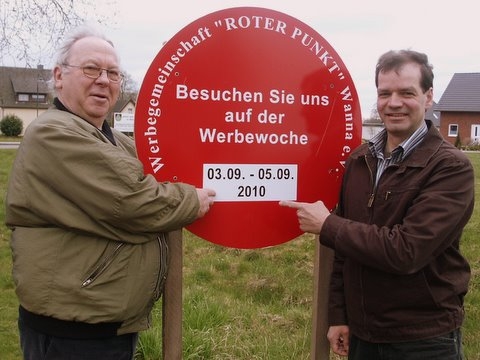 Werbegemeinschaft "ROTER PUNKT" Wanna e.V.
Besuchen Sie uns
auf der
Werbewoche
03.09. - 05.09.
2010